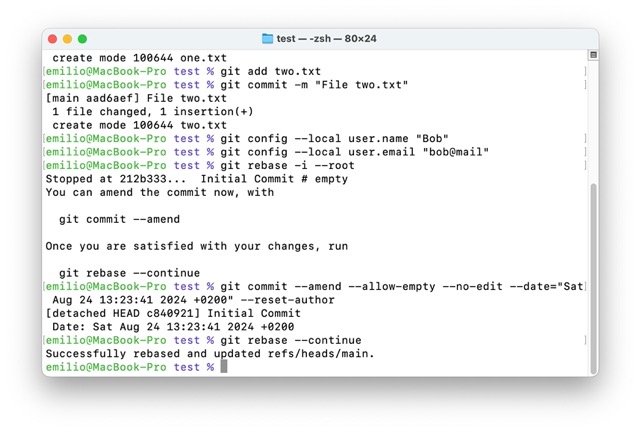 test — -zsh — 80×24
create mode 100644 one.txt
[emilio@MacBook-Pro test % git add two.txt ]
[emilio@MacBook-Pro test % git commit -m "File two.txt" ]
[main aad6aef] File two.txt
1 file changed, 1 insertion(+)
create mode 100644 two.txt
[emilio@MacBook-Pro test % git config --local user.name "Bob" ]
[emilio@MacBook-Pro test % git config --local user.email "bob@mail" ]
[emilio@MacBook-Pro test % git rebase -i --root ]
Stopped at 212b333...  Initial Commit # empty
You can amend the commit now, with
git commit --amend
Once you are satisfied with your changes, run
git rebase --continue
[emilio@MacBook-Pro test % git commit --amend --allow-empty --no-edit --date="Sat]
Aug 24 13:23:41 2024 +0200" --reset-author
[detached HEAD c840921] Initial Commit
Date: Sat Aug 24 13:23:41 2024 +0200
[emilio@MacBook-Pro test % git rebase --continue ]
Successfully rebased and updated refs/heads/main.
emilio@MacBook-Pro test %